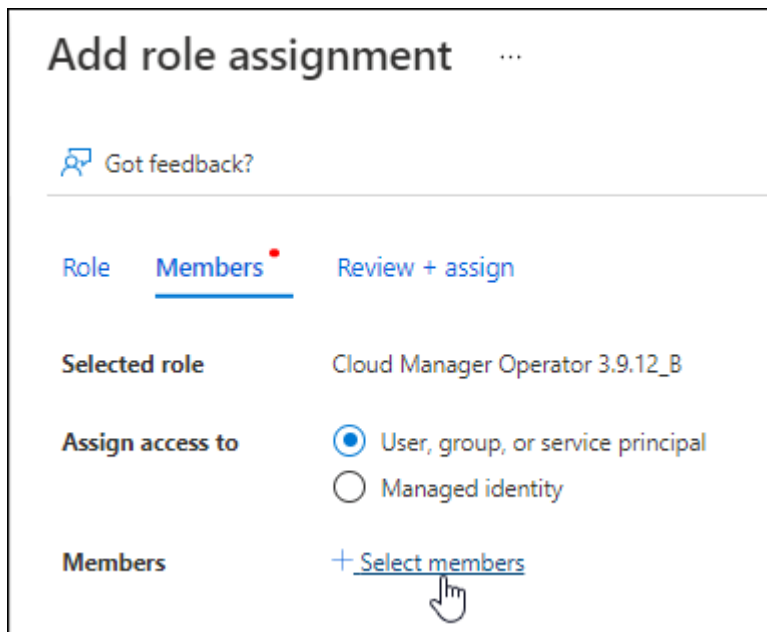 Add role assignment ...
Got feedback?
Role Members Review + assign
Selected role Cloud Manager Operator 3.9.12_B
Assign access to User, group, or service principal
Managed identity
Members + Select members